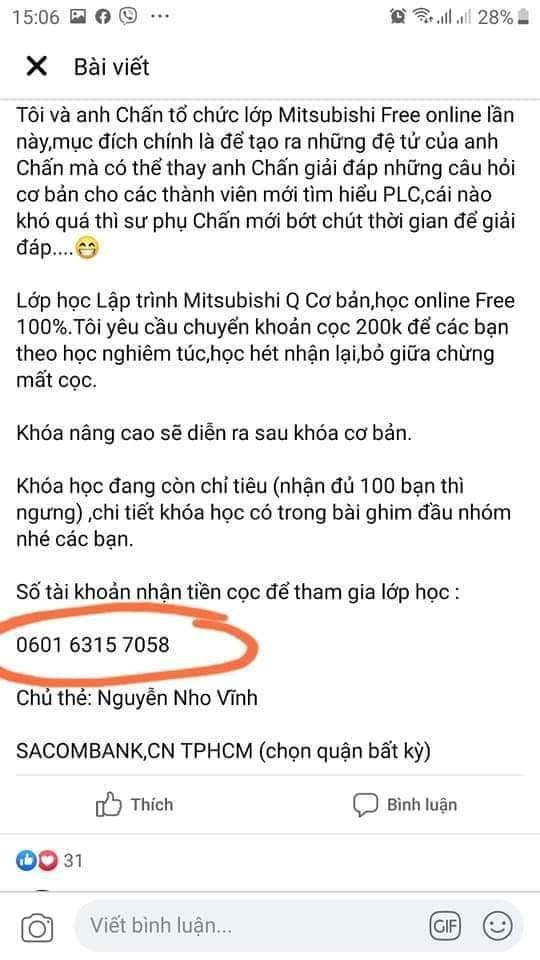 15:06 28%
Bài viết
Tôi và anh Chấn tổ chức lớp Mitsubishi Free online lần
này,mục đích chính là để tạo ra những đệ tử của anh
Chấn mà có thể thay anh Chấn giải đáp những câu hỏi
cơ bản cho các thành viên mới tìm hiểu PLC,cái nào
khó quá thì sư phụ Chấn mới bớt chút thời gian để giải
đáp....😁
Lớp học Lập trình Mitsubishi Q Cơ bản,học online Free
100%.Tôi yêu cầu chuyển khoản cọc 200k để các bạn
theo học nghiêm túc,học hết nhận lại,bỏ giữa chừng
mất cọc.
Khóa nâng cao sẽ diễn ra sau khóa cơ bản.
Khóa học đang còn chỉ tiêu (nhận đủ 100 bạn thì
ngưng) ,chi tiết khóa học có trong bài ghim đầu nhóm
nhé các bạn.
Số tài khoản nhận tiền cọc để tham gia lớp học :
0601 6315 7058
Chủ thẻ: Nguyễn Nho Vĩnh
SACOMBANK,CN TPHCM (chọn quận bất kỳ)
Thích Bình luận
31
Viết bình luận... GIF